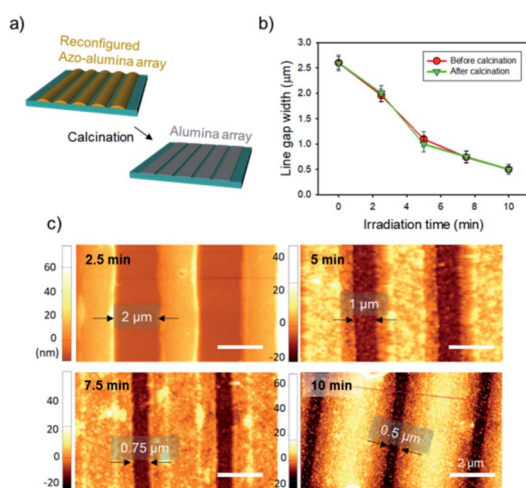 a)
Reconfigured
Azo-alumina array
Calcination
Alumina array
b)
Line gap width (μm)
3.0
2.5
2.0
1.5
1.0
0.5
0.0
Before calcination
After calcination
0 2 4 6 8 10
Irradiation time (min)
c)
60
40
20
0
(nm)
2.5 min
2 μm
60
40
20
0
-20
5 min
1 μm
40
20
0
-20
7.5 min
0.75 μm
60
40
20
0
-20
10 min
0.5 μm
2 μm